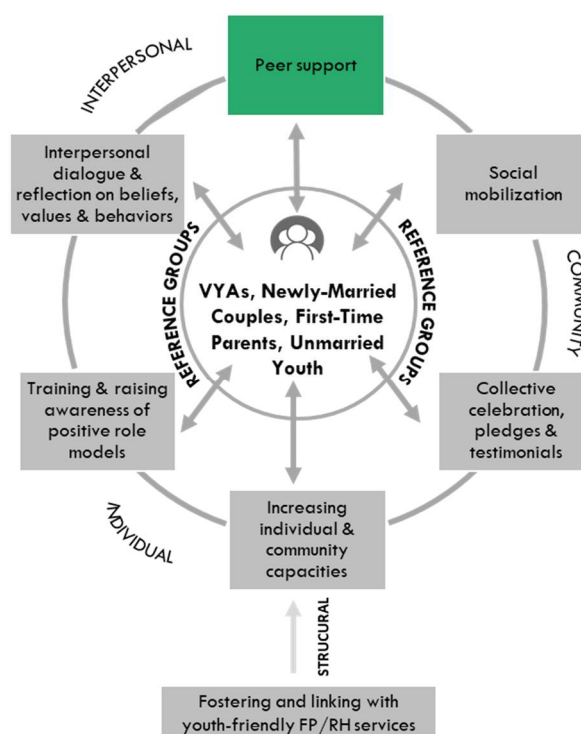 INTERPERSONAL
Peer support
Interpersonal
dialogue &
reflection on beliefs,
values & behaviors
Social
mobilization
REFERENCE GROUPS
REFERENCE GROUPS
COMMUNITY
VYAs, Newly-Married
Couples, First-Time
Parents, Unmarried
Youth
Training & raising
awareness of
positive role
models
Collective
celebration,
pledges &
testimonials
INDIVIDUAL
Increasing
individual &
community
capacities
STRUCURAL
Fostering and linking with
youth-friendly FP/RH services